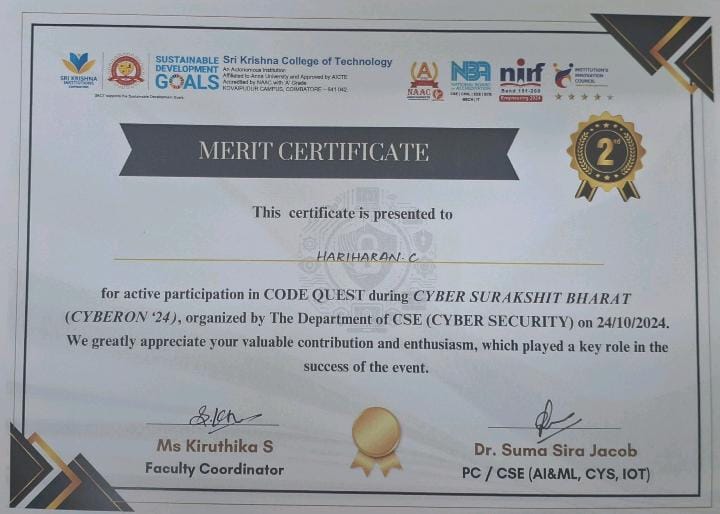 SRI KRISHNA
INSTITUTIONS
COIMBATORE
SUSTAINABLE
DEVELOPMENT
GOALS
SKCT supports the Sustainable Development Goals
Sri Krishna College of Technology
An Autonomous Institution
Affiliated to Anna University and Approved by AICTE
Accredited by NAAC with 'A' Grade
KOVAIPUDUR CAMPUS, COIMBATORE – 641 042
NAAC
NBA
NATIONAL BOARD
of ACCREDITATION
MECH | IT
nirf
Band 151-200
Engineering 2024
INSTITUTION'S
INNOVATION
COUNCIL
MERIT CERTIFICATE
2nd
This certificate is presented to
HARIHARAN. C
for active participation in CODE QUEST during CYBER SURAKSHIT BHARAT
(CYBERON '24), organized by The Department of CSE (CYBER SECURITY) on 24/10/2024.
We greatly appreciate your valuable contribution and enthusiasm, which played a key role in the
success of the event.
Ms Kiruthika S
Faculty Coordinator
Dr. Suma Sira Jacob
PC / CSE (AI&ML, CYS, IOT)